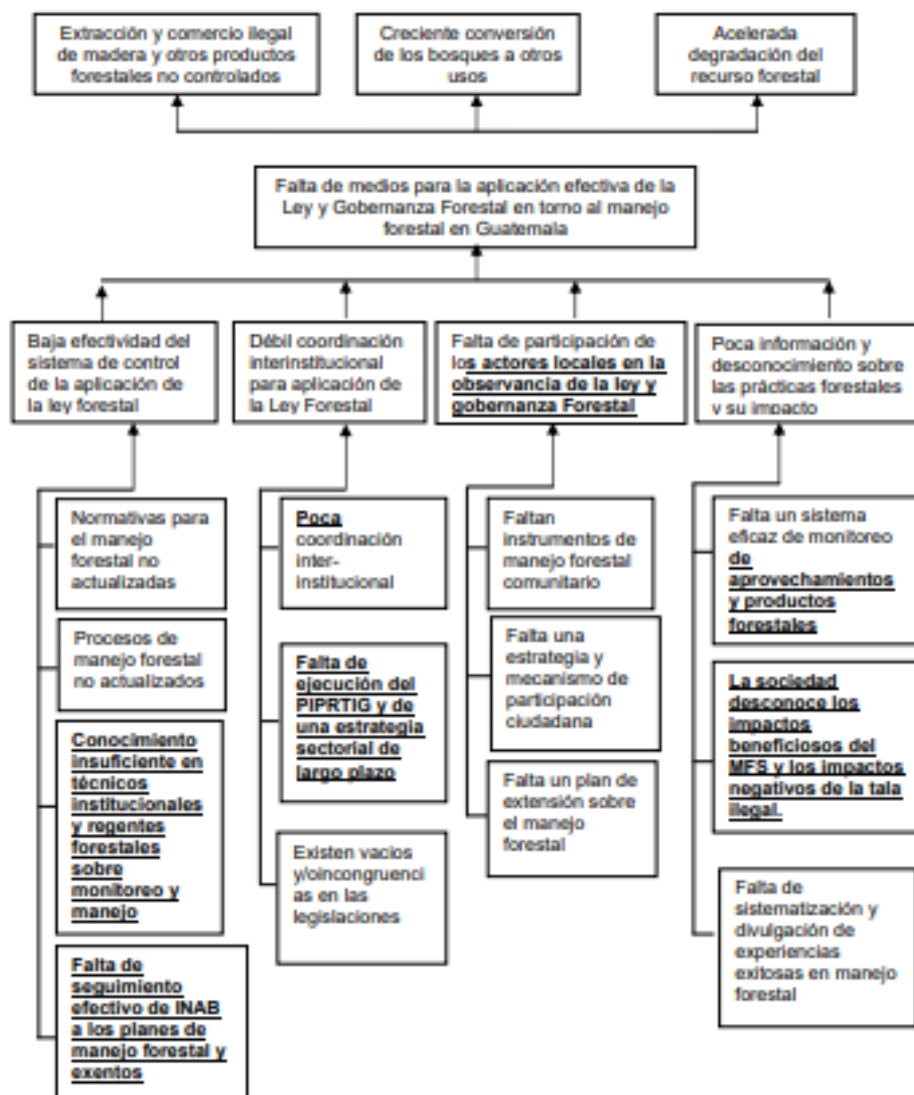 Extracción y comercio ilegal
de madera y otros productos
forestales no controlados
Creciente conversión
de los bosques a otros
usos
Acelerada
degradación del
recurso forestal
Falta de medios para la aplicación efectiva de la
Ley y Gobernanza Forestal en torno al manejo
forestal en Guatemala
Baja efectividad del
sistema de control
de la aplicación de
la ley forestal
Débil coordinación
interinstitucional
para aplicación de
la Ley Forestal
Falta de participación de
los actores locales en la
observancia de la ley y
gobernanza Forestal
Poca información y
desconocimiento sobre
las prácticas forestales
y su impacto
Normativas para
el manejo
forestal no
actualizadas
Procesos de
manejo forestal
no actualizados
Conocimiento
insuficiente en
técnicos
institucionales
y regentes
forestales
sobre
monitoreo y
manejo
Falta de
seguimiento
efectivo de INAB
a los planes de
manejo forestal y
exentos
Poca
coordinación
inter-
institucional
Falta de
ejecución del
PIPRTIG y de
una estrategia
sectorial de
largo plazo
Existen vacios
y/oincongruenci
as en las
legislaciones
Faltan
instrumentos de
manejo forestal
comunitario
Falta una
estrategia y
mecanismo de
participación
ciudadana
Falta un plan de
extensión sobre
el manejo
forestal
Falta un sistema
eficaz de monitoreo
de
aprovechamientos
y productos
forestales
La sociedad
desconoce los
impactos
beneficiosos del
MFS y los impactos
negativos de la tala
ilegal.
Falta de
sistematización y
divulgación de
experiencias
exitosas en manejo
forestal